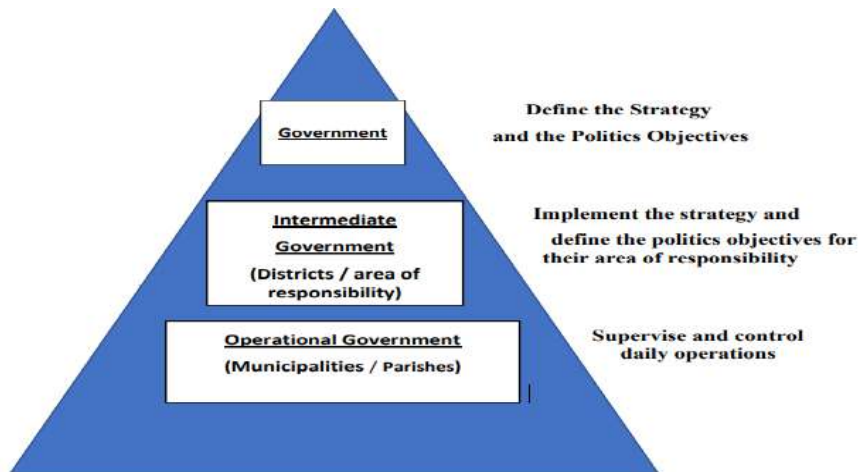 Government
Define the Strategy
and the Politics Objectives
Intermediate
Government
(Districts / area of
responsibility)
Implement the strategy and
define the politics objectives for
their area of responsibility
Operational Government
(Municipalities / Parishes)
Supervise and control
daily operations